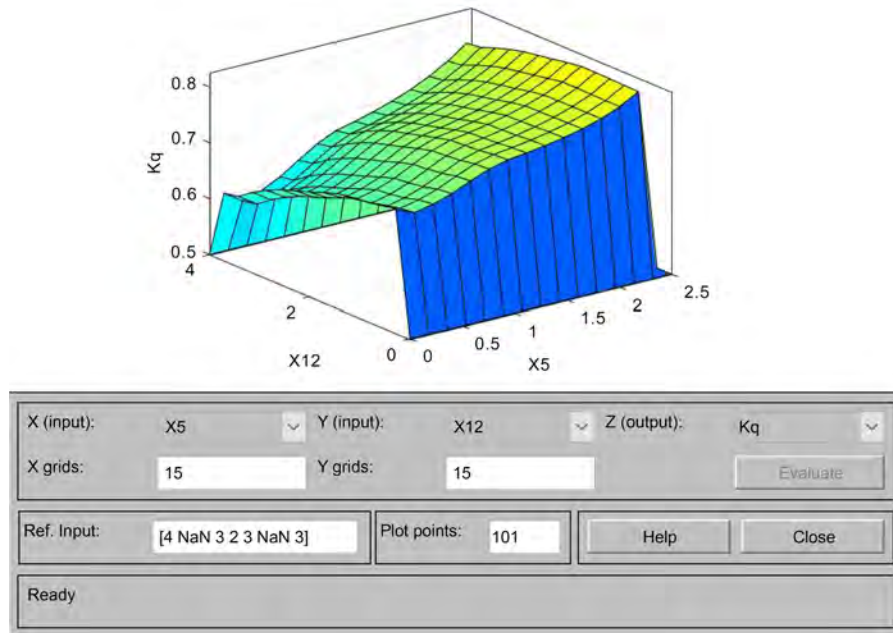 0.8
0.7
0.6
0.5
Kq
4
2
0
X12
0
0.5
1
1.5
2
2.5
X5
X (input): X5 Y (input): X12 Z (output): Kq
X grids: 15 Y grids: 15 Evaluate
Ref. Input: [4 NaN 3 2 3 NaN 3] Plot points: 101 Help Close
Ready